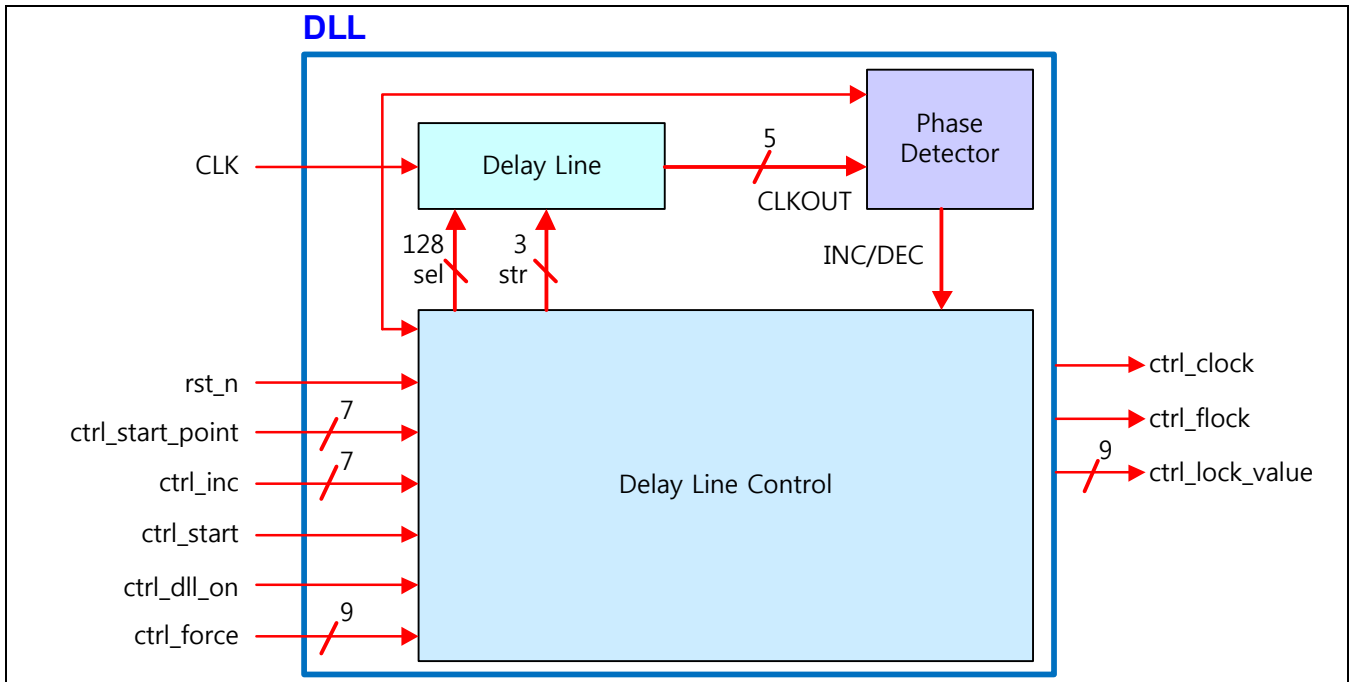 DLL
Phase
Detector
CLK
Delay Line
5
CLKOUT
128
sel
3
str
INC/DEC
rst_n
ctrl_start_point
7
ctrl_inc
7
ctrl_start
ctrl_dll_on
ctrl_force
9
Delay Line Control
ctrl_clock
ctrl_flock
9
ctrl_lock_value